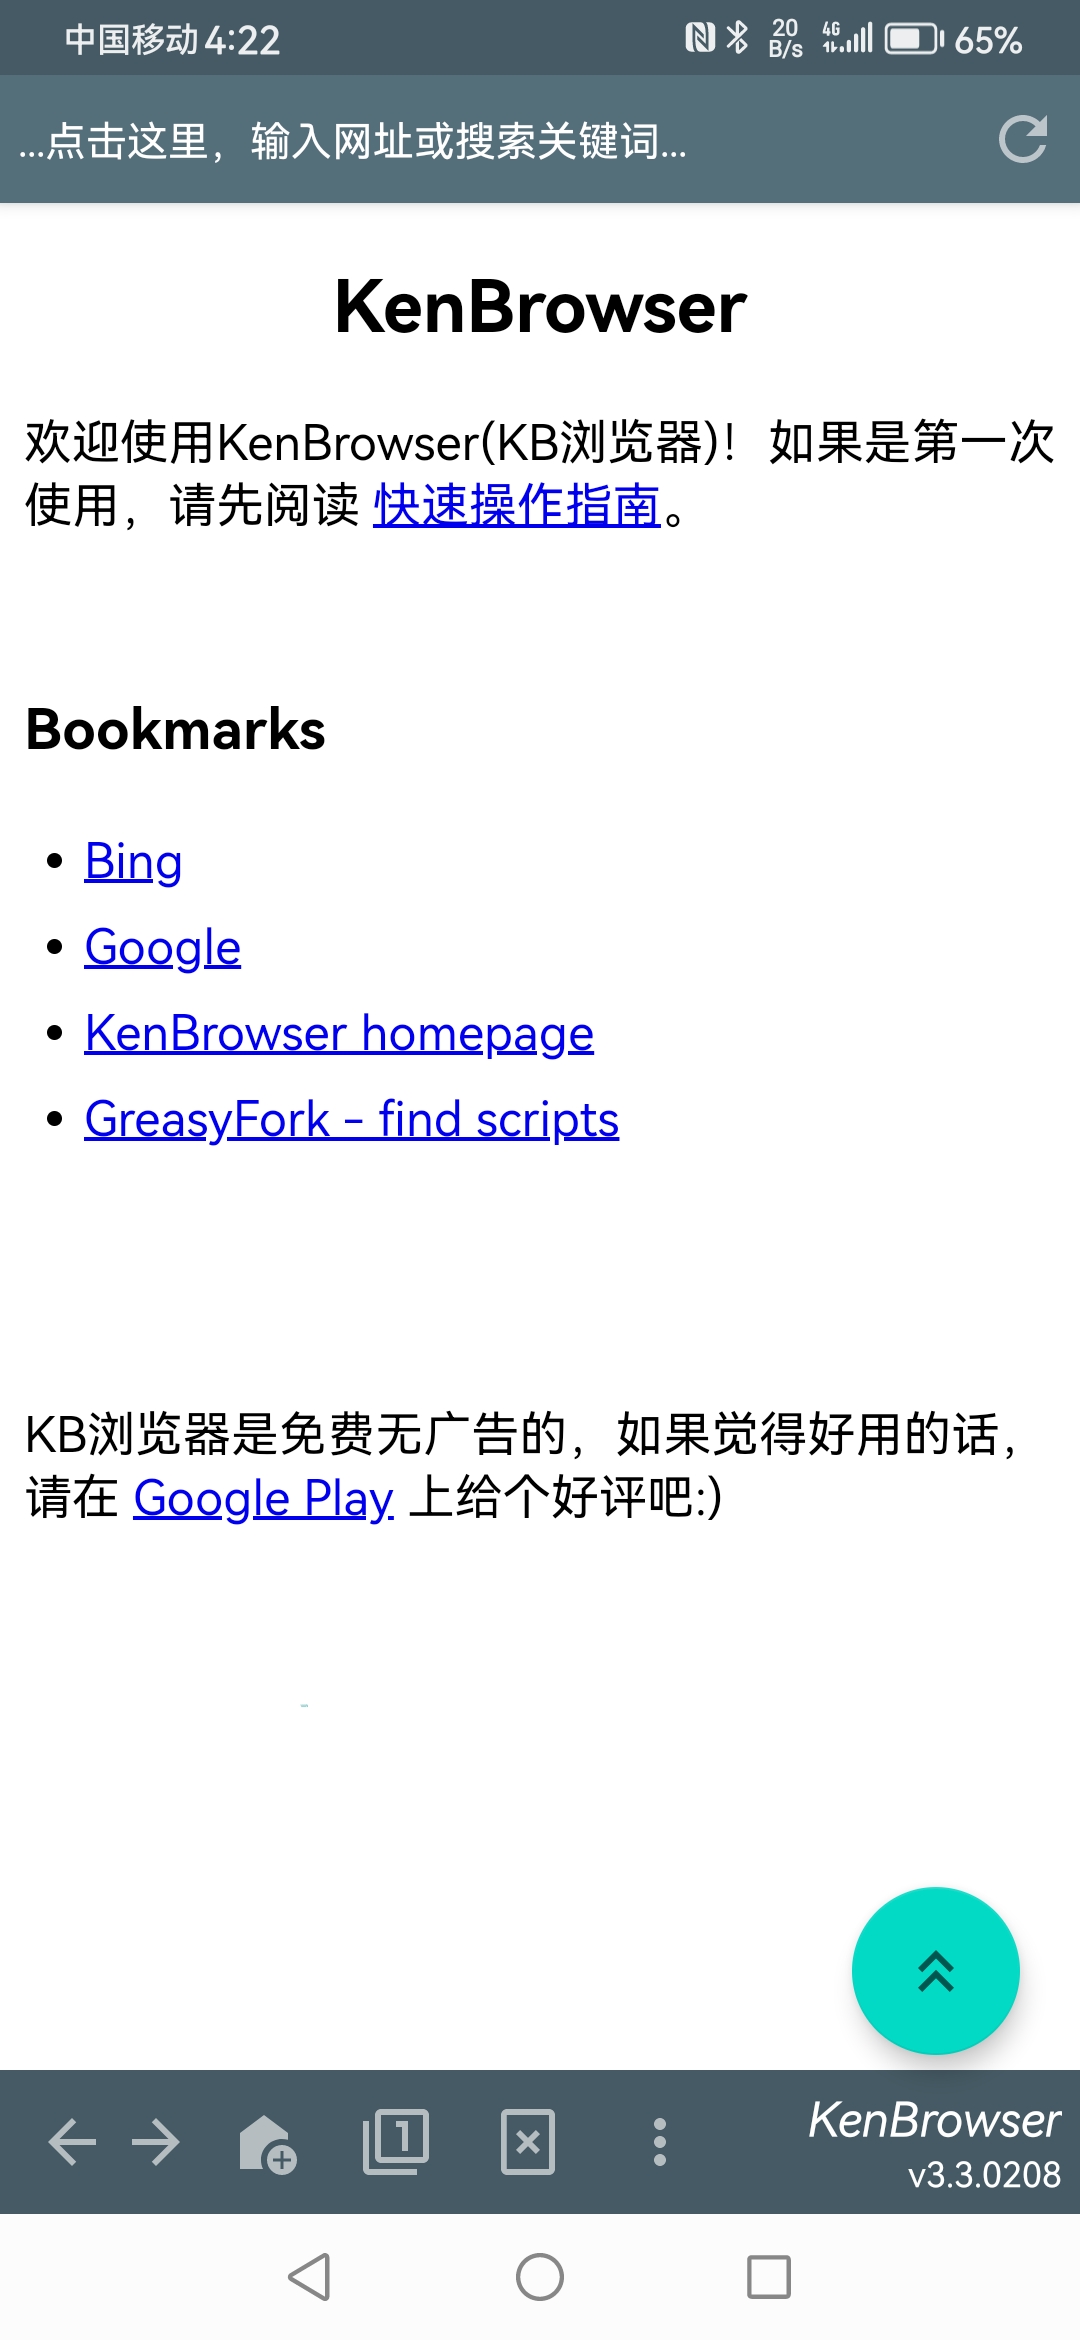 中国移动 4:22
20 B/s 4G 65%
...点击这里，输入网址或搜索关键词...
KenBrowser
欢迎使用KenBrowser(KB浏览器)！如果是第一次
使用，请先阅读 快速操作指南。
Bookmarks
• Bing
• Google
• KenBrowser homepage
• GreasyFork - find scripts
KB浏览器是免费无广告的，如果觉得好用的话，
请在 Google Play 上给个好评吧:)
1
KenBrowser
v3.3.0208